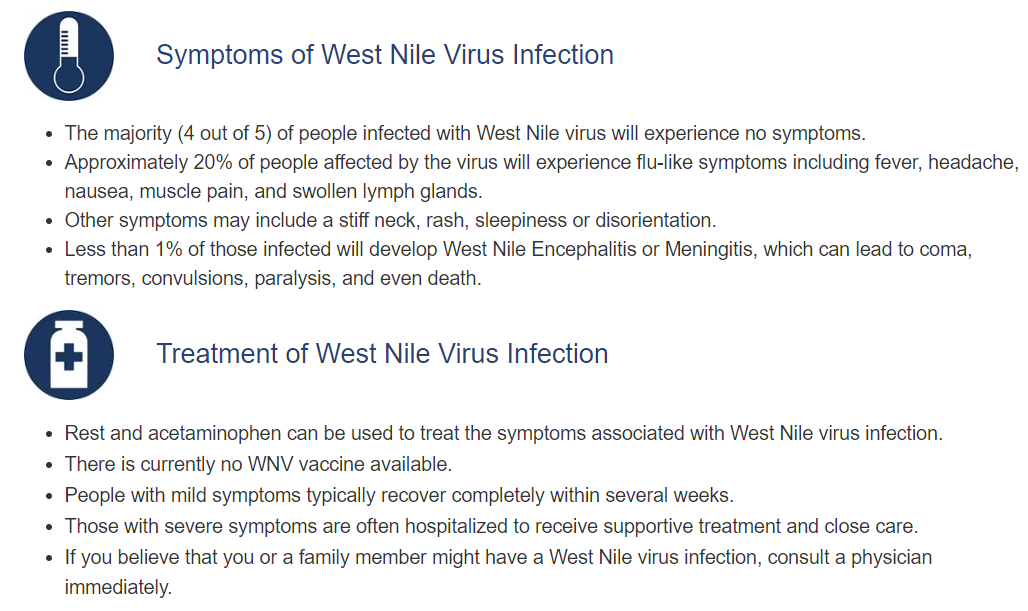 Symptoms of West Nile Virus Infection
• The majority (4 out of 5) of people infected with West Nile virus will experience no symptoms.
• Approximately 20% of people affected by the virus will experience flu-like symptoms including fever, headache,
nausea, muscle pain, and swollen lymph glands.
• Other symptoms may include a stiff neck, rash, sleepiness or disorientation.
• Less than 1% of those infected will develop West Nile Encephalitis or Meningitis, which can lead to coma,
tremors, convulsions, paralysis, and even death.
Treatment of West Nile Virus Infection
• Rest and acetaminophen can be used to treat the symptoms associated with West Nile virus infection.
• There is currently no WNV vaccine available.
• People with mild symptoms typically recover completely within several weeks.
• Those with severe symptoms are often hospitalized to receive supportive treatment and close care.
• If you believe that you or a family member might have a West Nile virus infection, consult a physician
immediately.